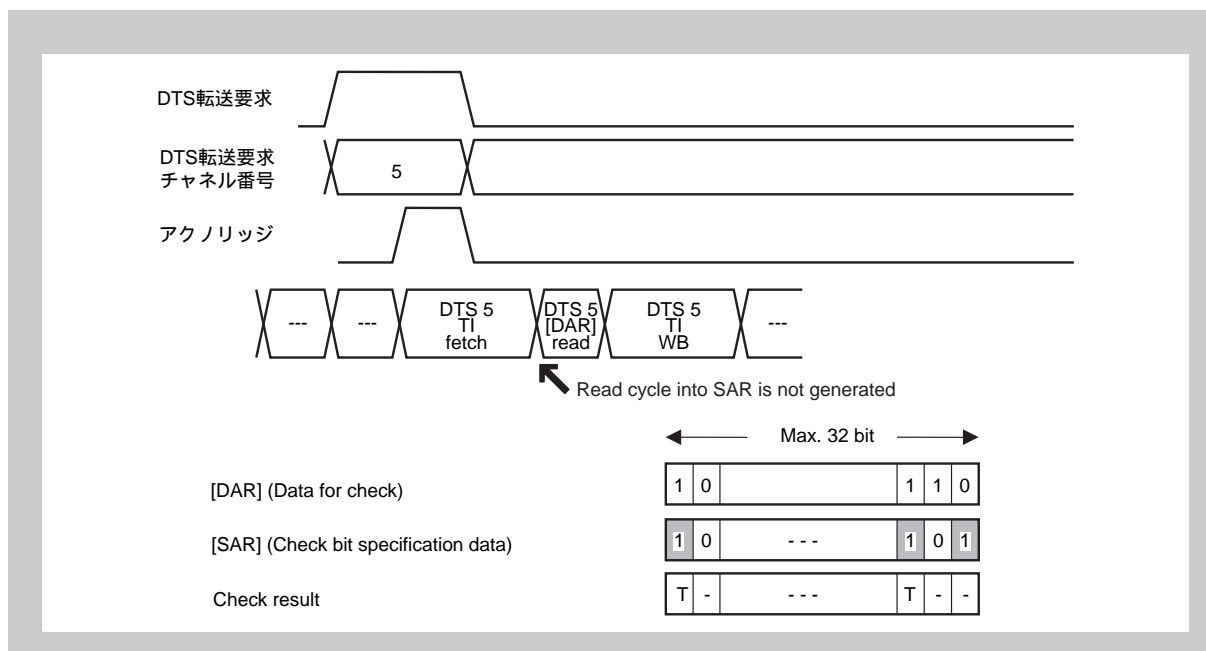 DTS転送要求
DTS転送要求
チャネル番号
5
アクノリッジ
---
---
DTS 5
TI
fetch
DTS 5
[DAR]
read
DTS 5
TI
WB
---
Read cycle into SAR is not generated
Max. 32 bit
[DAR] (Data for check)
1 0 1 1 0
[SAR] (Check bit specification data)
1 0 - - - 1 0 1
Check result
T - - - - T - -